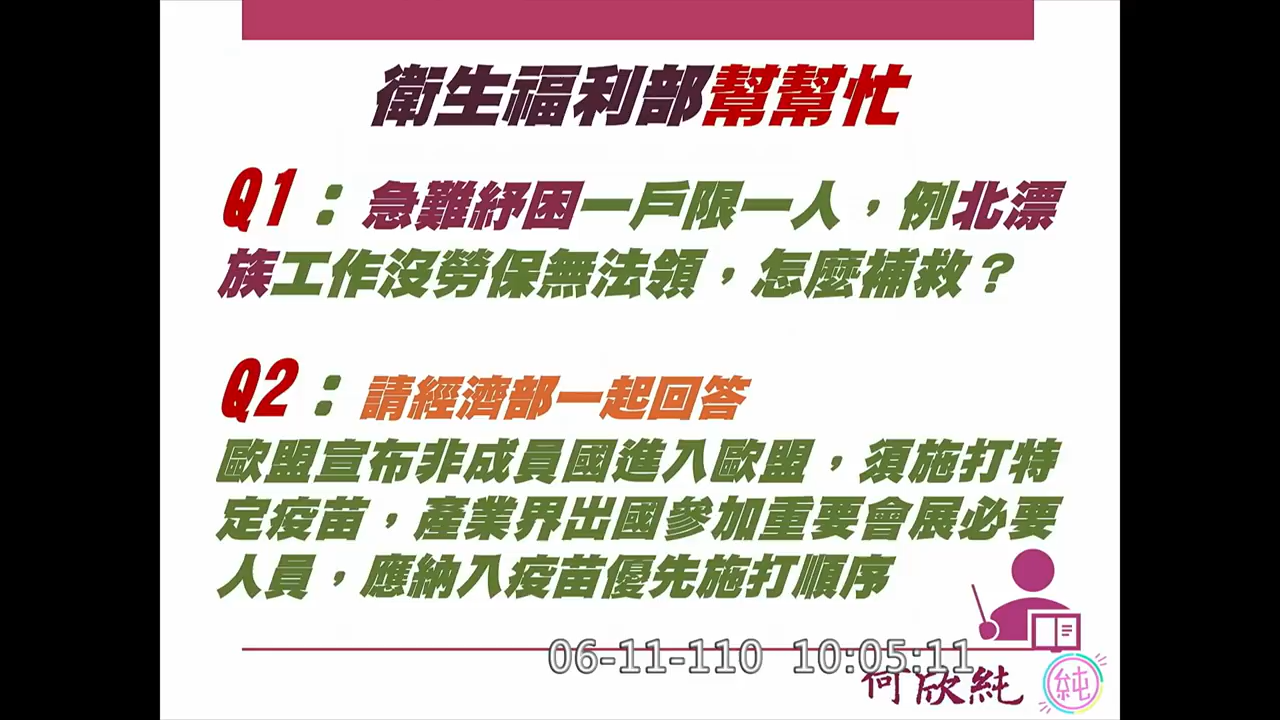 衛生福利部幫幫忙
Q1：急難紓困一戶限一人，例北漂
族工作沒勞保無法領，怎麼補救？
Q2：請經濟部一起回答
歐盟宣布非成員國進入歐盟，須施打特
定疫苗，產業界出國參加重要會展必要
人員，應納入疫苗優先施打順序
06-11-110 10:05:11
何欣純
純